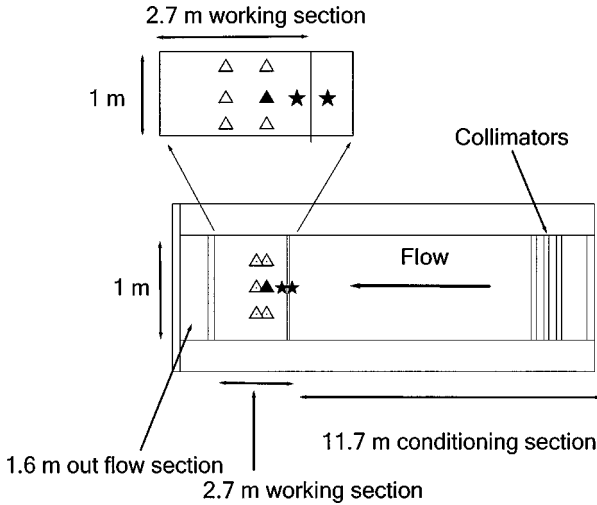 2.7 m working section
1 m
Collimators
Flow
1 m
11.7 m conditioning section
1.6 m out flow section
2.7 m working section